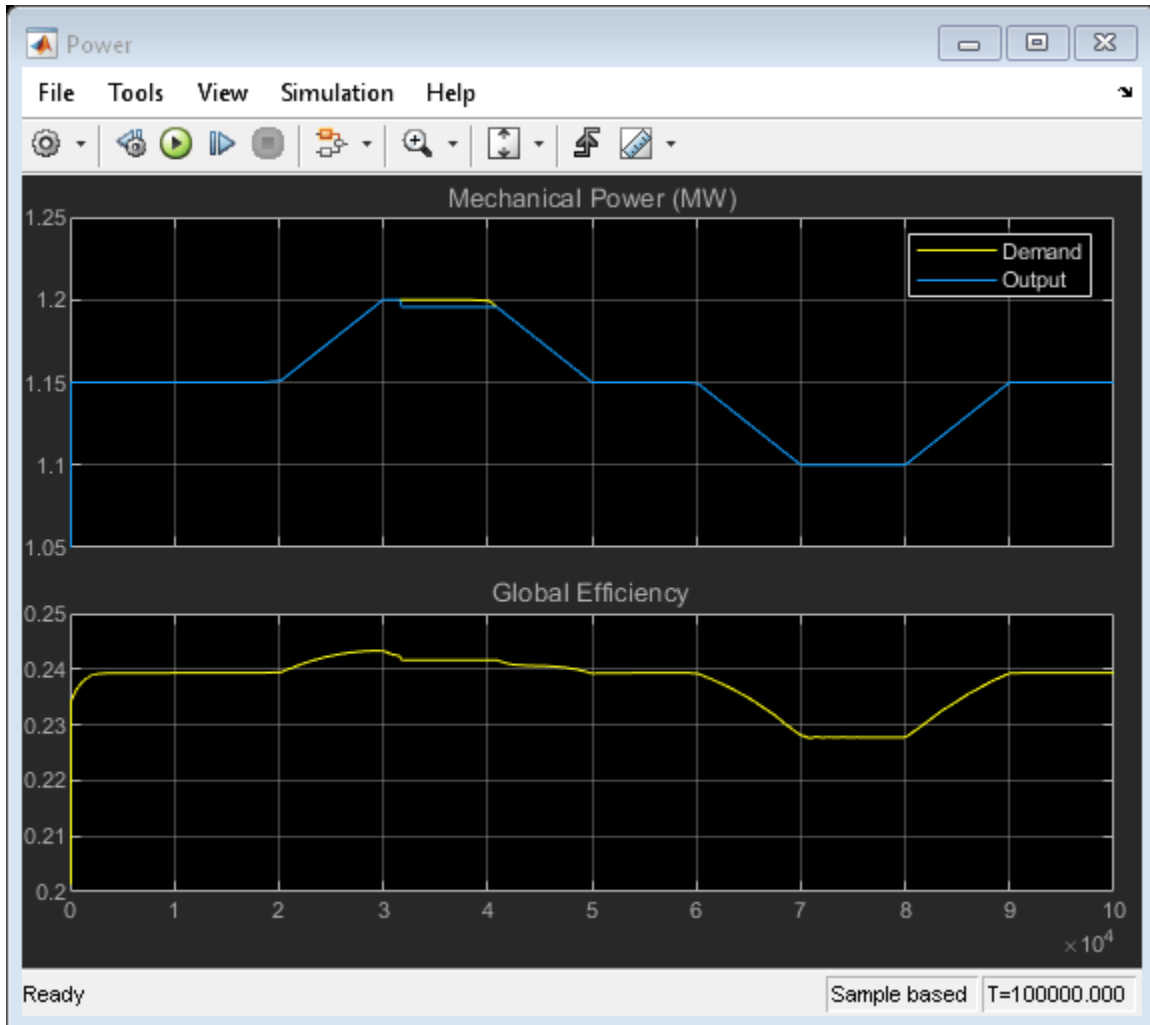 Power
File Tools View Simulation Help
Mechanical Power (MW)
1.25
Demand
Output
1.2
1.15
1.1
1.05
Global Efficiency
0.25
0.24
0.23
0.22
0.21
0.2
0 1 2 3 4 5 6 7 8 9 10
×10⁴
Ready Sample based T=100000.000